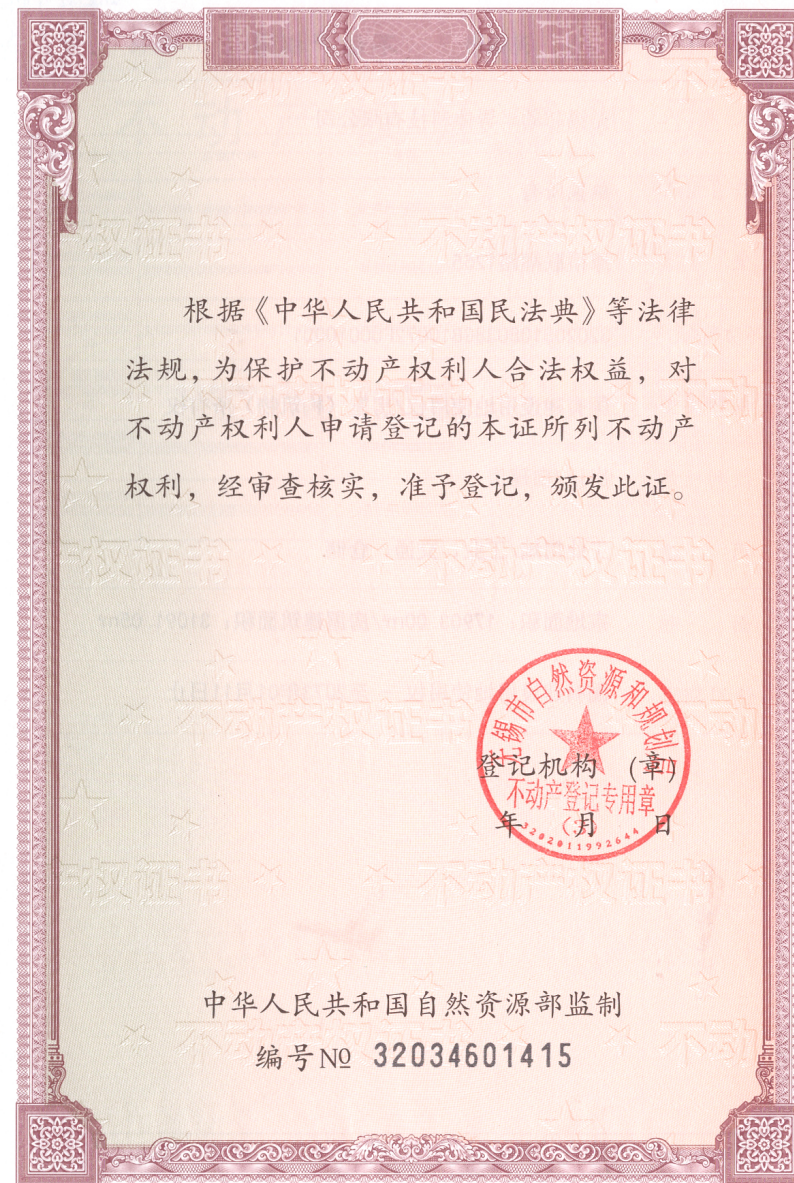 根据《中华人民共和国民法典》等法律
法规，为保护不动产权利人合法权益，对
不动产权利人申请登记的本证所列不动产
权利，经审查核实，准予登记，颁发此证。
无锡市自然资源和规划局
登记机构 (章)
不动产登记专用章
年 月 日
3202011992644
中华人民共和国自然资源部监制
编号№ 32034601415